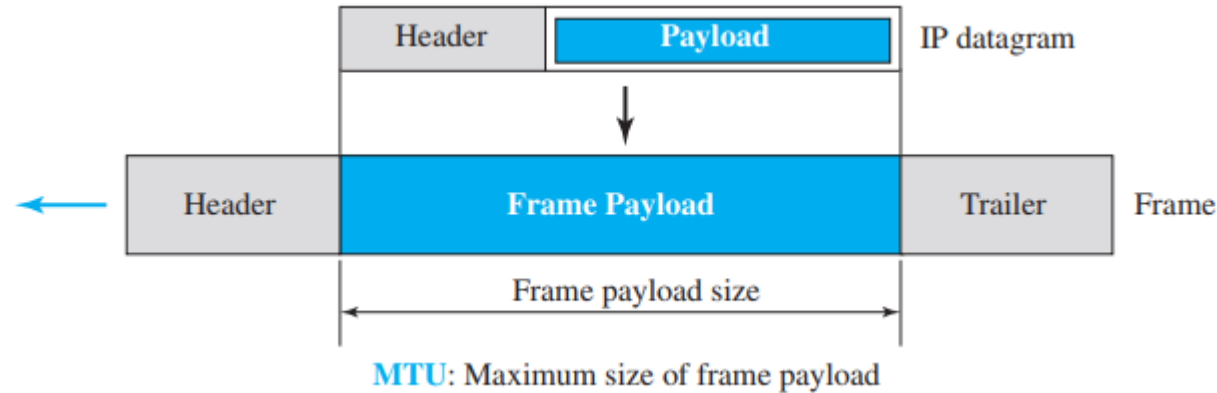 Header Payload IP datagram
Header Frame Payload Trailer Frame
Frame payload size
MTU: Maximum size of frame payload